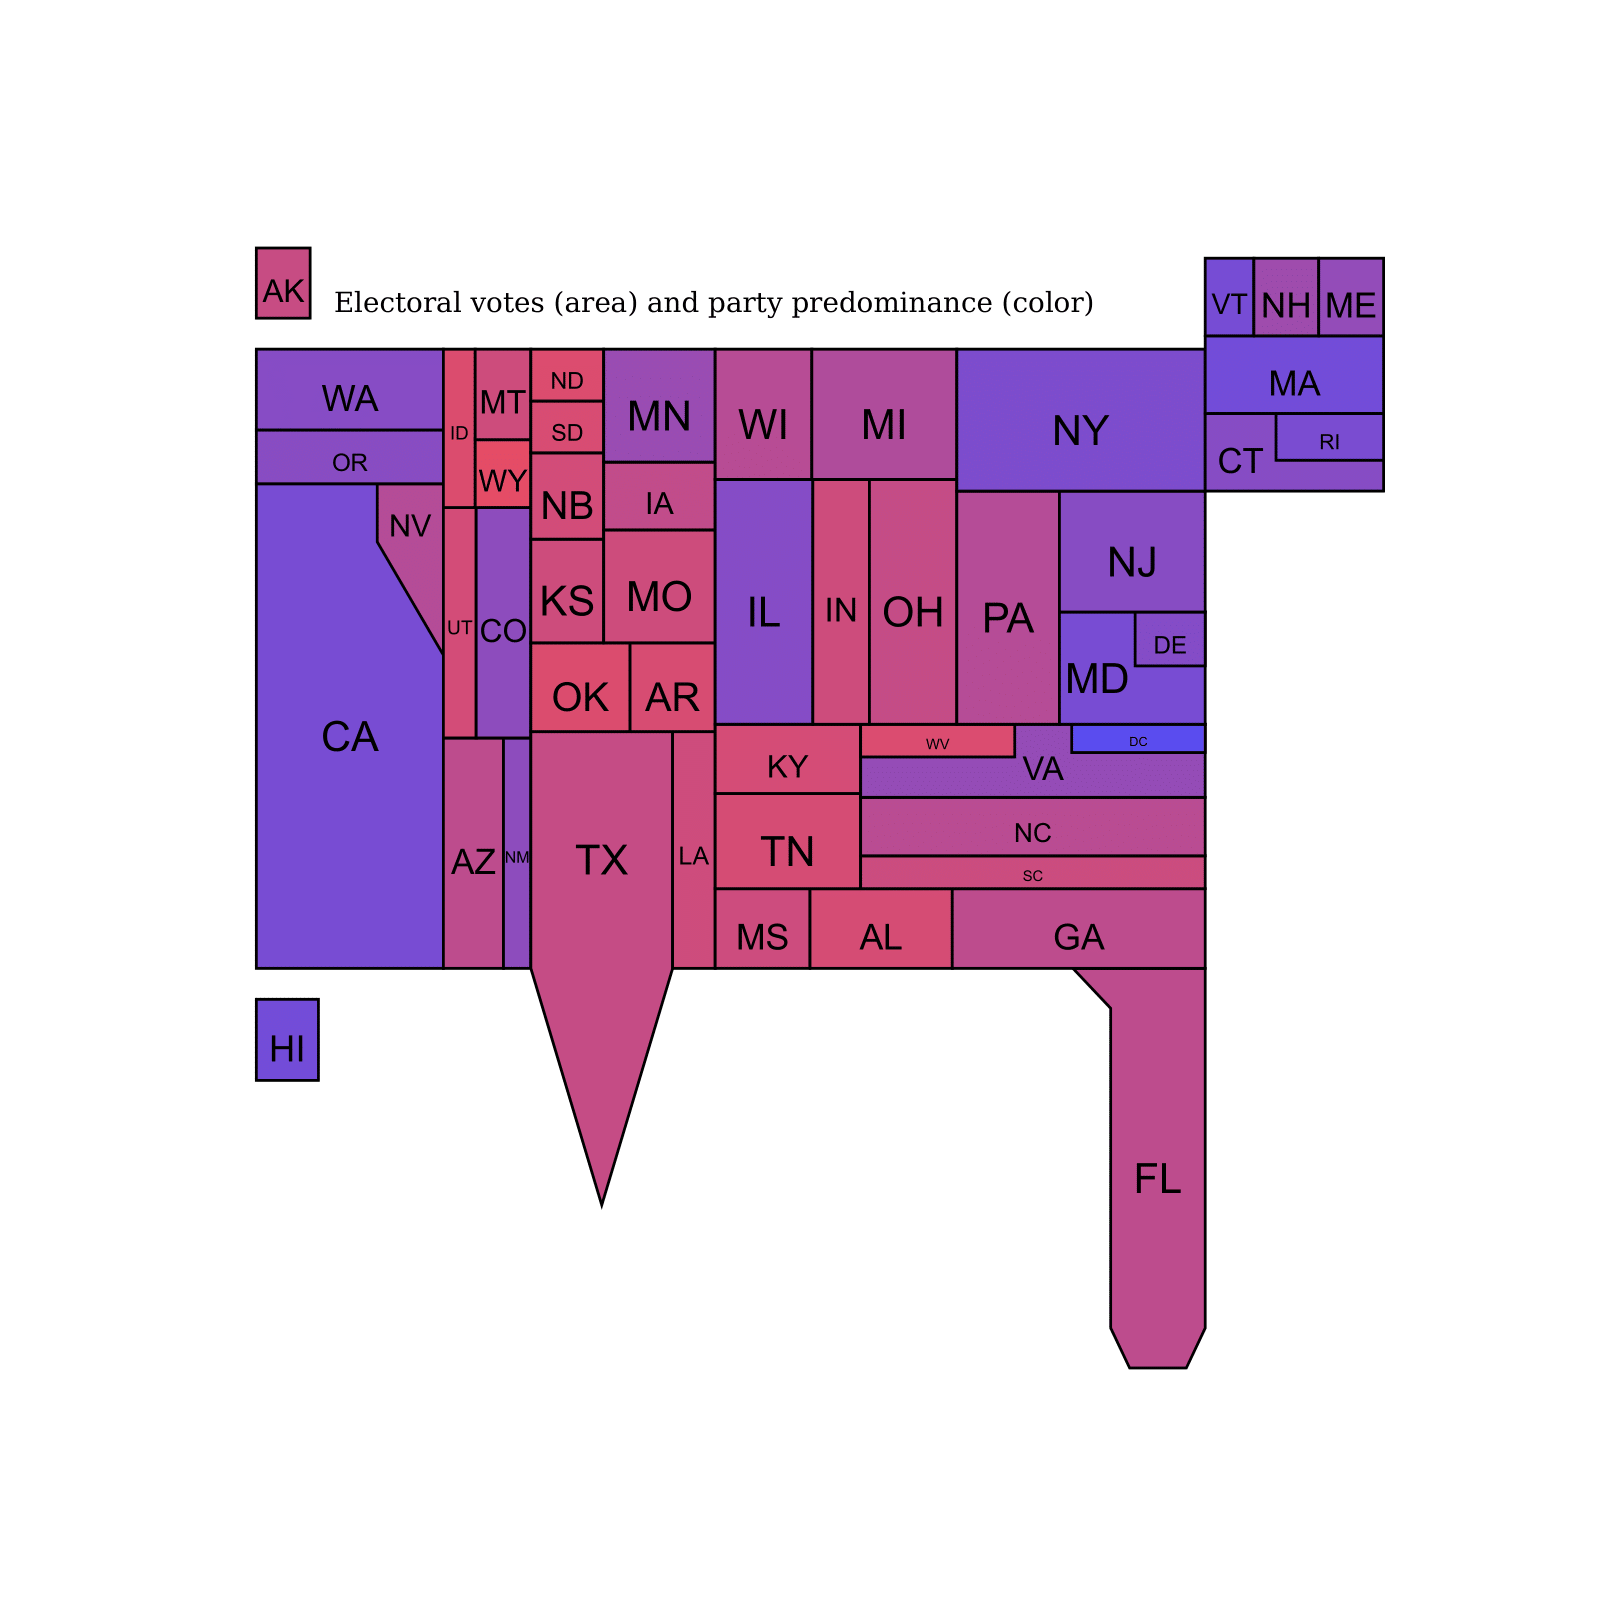 AK
Electoral votes (area) and party predominance (color)
VT NH ME
WA
ID
MT
ND
MN
WI
MI
NY
MA
OR
WY
SD
NB
IA
CT
RI
CA
NV
UT
CO
KS
MO
IL
IN
OH
PA
NJ
MD
DE
OK
AR
AZ
NM
TX
LA
KY
WV
VA
DC
TN
NC
SC
MS
AL
GA
HI
FL